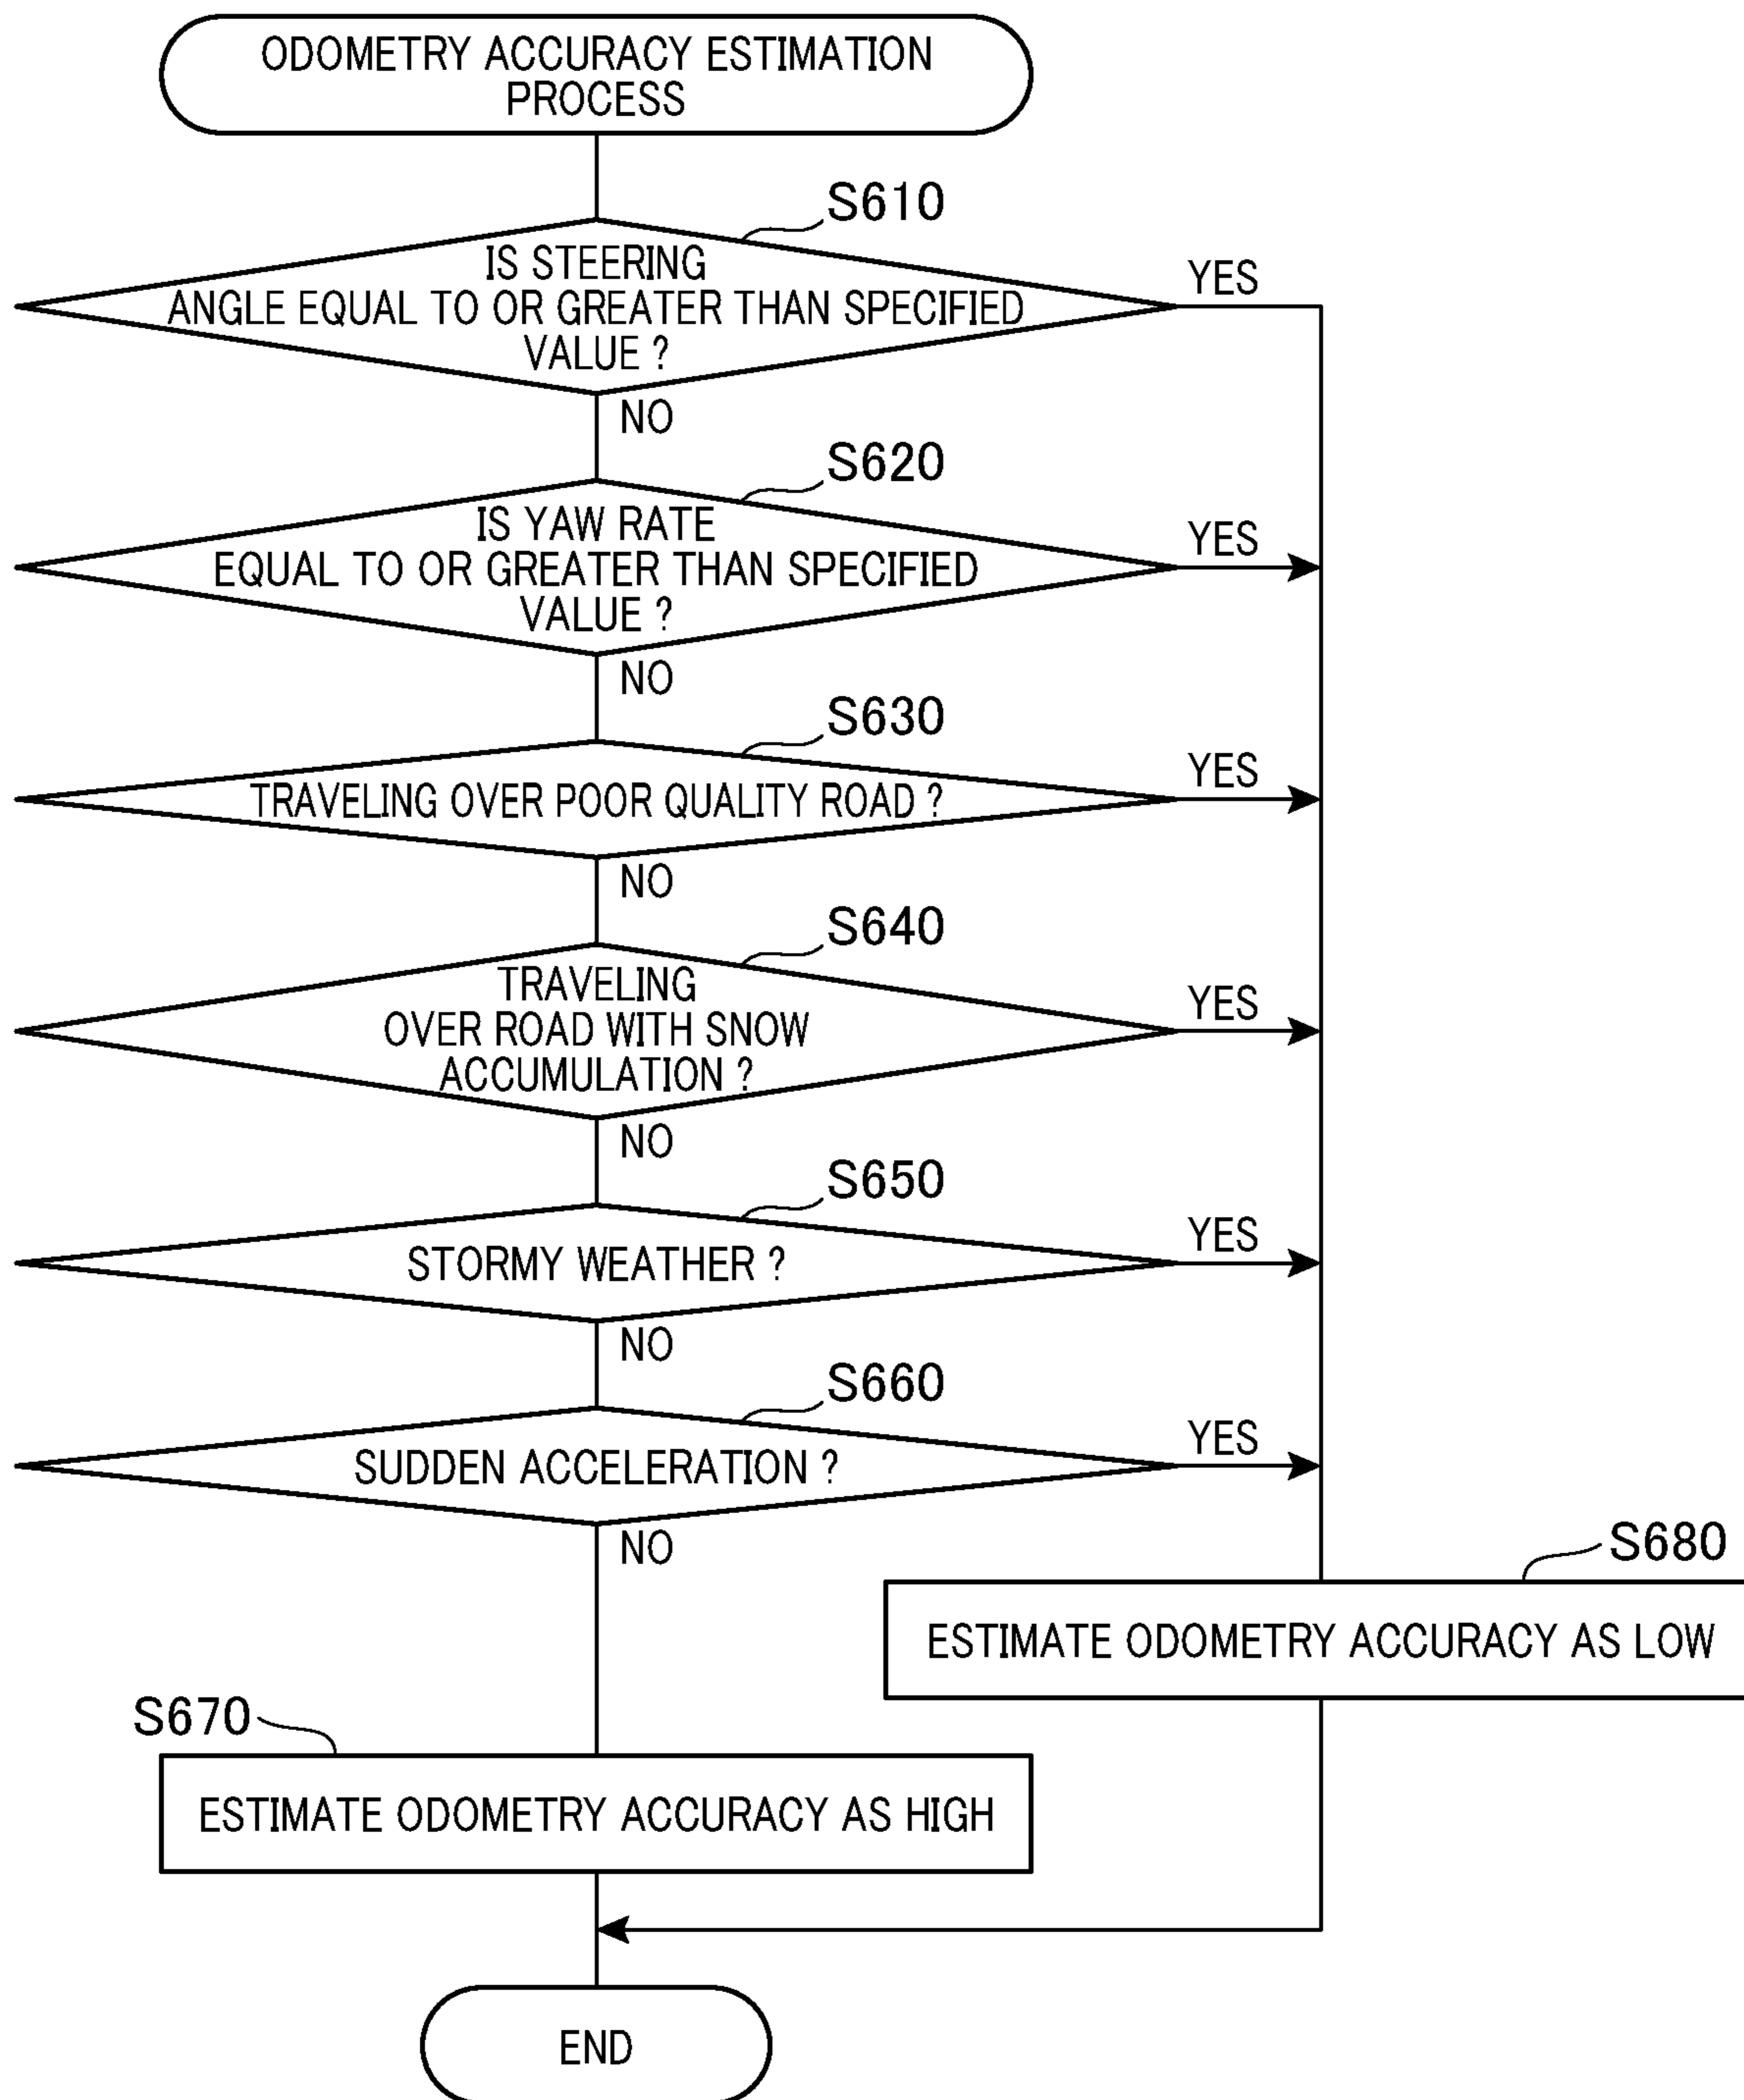 ODOMETRY ACCURACY ESTIMATION
PROCESS
S610
IS STEERING
ANGLE EQUAL TO OR GREATER THAN SPECIFIED
VALUE ?
YES
NO
S620
IS YAW RATE
EQUAL TO OR GREATER THAN SPECIFIED
VALUE ?
YES
NO
S630
TRAVELING OVER POOR QUALITY ROAD ?
YES
NO
S640
TRAVELING
OVER ROAD WITH SNOW
ACCUMULATION ?
YES
NO
S650
STORMY WEATHER ?
YES
NO
S660
SUDDEN ACCELERATION ?
YES
NO
S680
ESTIMATE ODOMETRY ACCURACY AS LOW
S670
ESTIMATE ODOMETRY ACCURACY AS HIGH
END